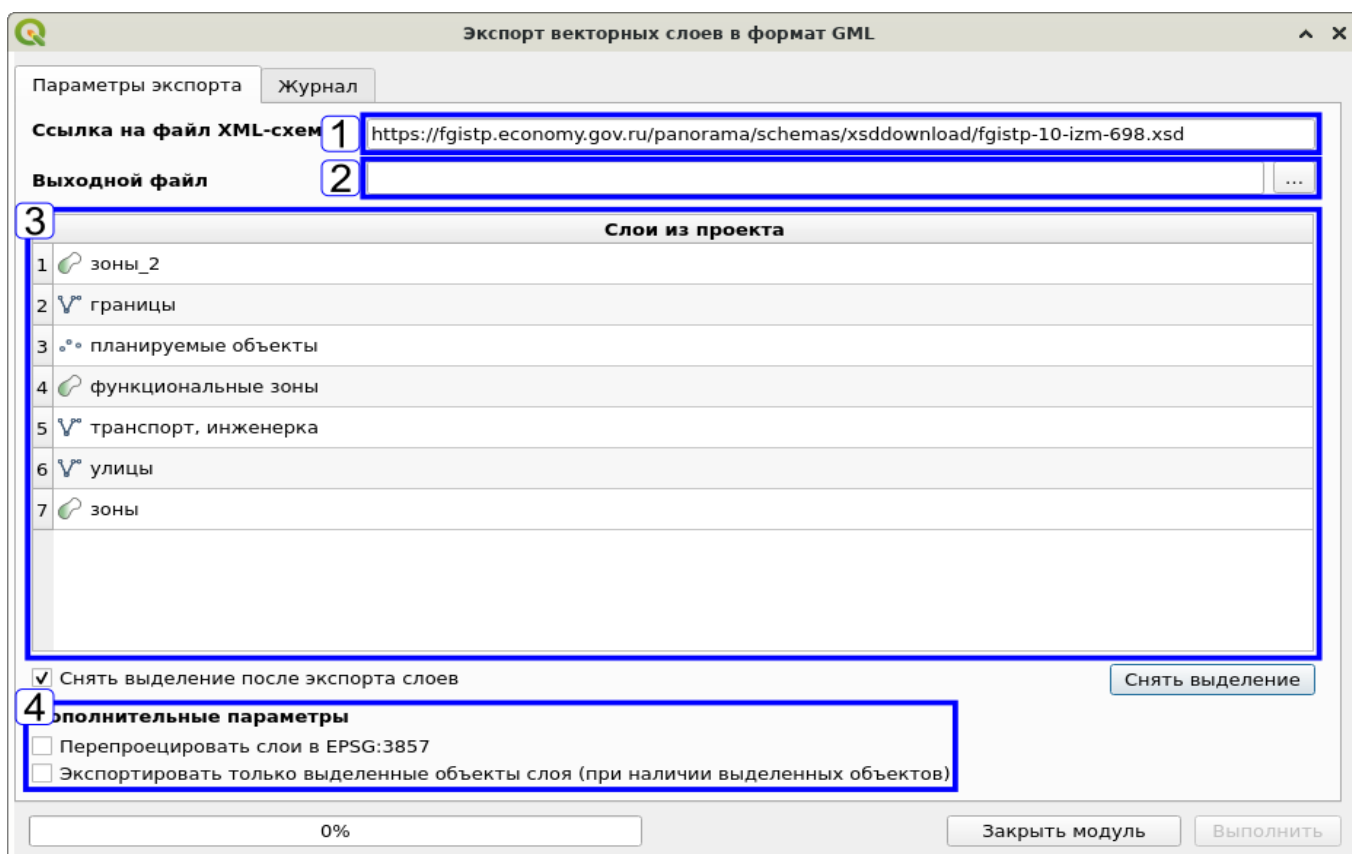 Экспорт векторных слоев в формат GML
Параметры экспорта Журнал
Ссылка на файл XML-схем 1 https://fgistp.economy.gov.ru/panorama/schemas/xsddownload/fgistp-10-izm-698.xsd
Выходной файл 2 ...
3 Слои из проекта
1 зоны_2
2 границы
3 планируемые объекты
4 функциональные зоны
5 транспорт, инженерка
6 улицы
7 зоны
Снять выделение после экспорта слоев Снять выделение
4 ополнительные параметры
Перепроецировать слои в EPSG:3857
Экспортировать только выделенные объекты слоя (при наличии выделенных объектов)
0% Закрыть модуль Выполнить